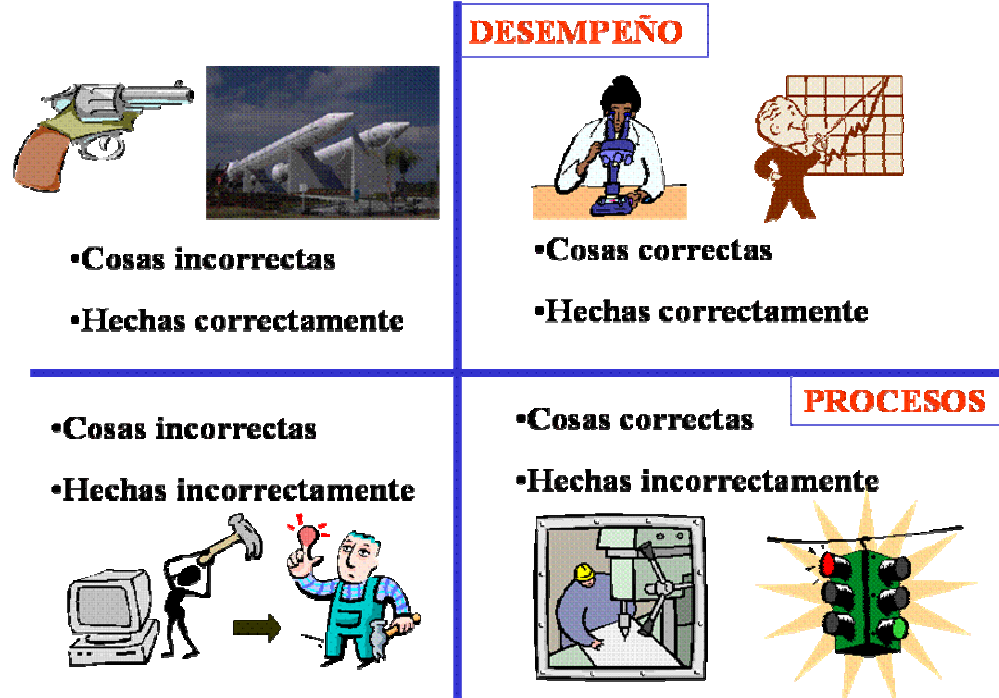 DESEMPEÑO
•Cosas incorrectas
•Hechas correctamente
•Cosas correctas
•Hechas correctamente
PROCESOS
•Cosas incorrectas
•Hechas incorrectamente
•Cosas correctas
•Hechas incorrectamente